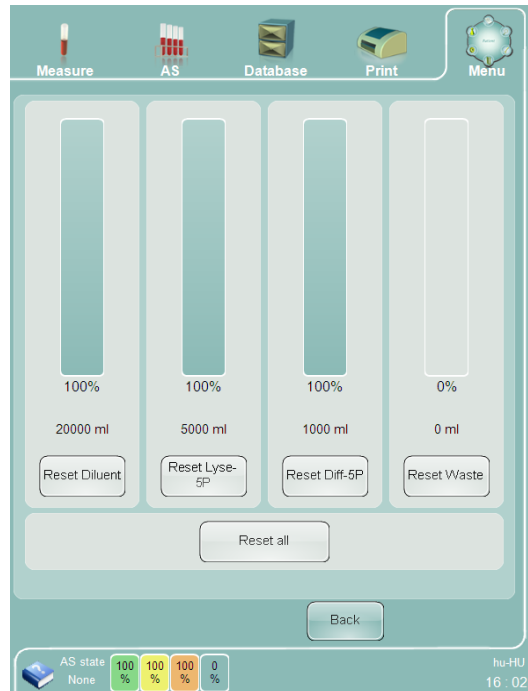 Measure AS Database Print Menu
100% 100% 100% 0%
20000 ml 5000 ml 1000 ml 0 ml
Reset Diluent Reset Lyse-5P Reset Diff-5P Reset Waste
Reset all
Back
AS state 100 100 100 0 hu-HU
None % % % % 16 : 02